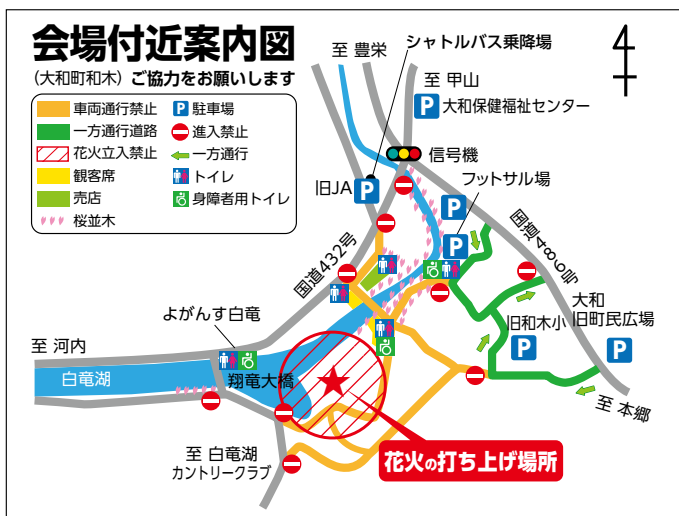 会場付近案内図
(大和町和木) ご協力をお願いします
車両通行禁止
P 駐車場
一方通行道路
進入禁止
花火立入禁止
一方通行
観客席
トイレ
売店
身障者用トイレ
桜並木
至 豊栄
シャトルバス乗降場
至 甲山
P 大和保健福祉センター
信号機
旧JA P
フットサル場
P
P
国道432号
国道486号
大和
旧町民広場
P
旧和木小
P
よがんす白竜
至 河内
白竜湖
翔竜大橋
至 本郷
至 白竜湖
カントリークラブ
花火の打ち上げ場所